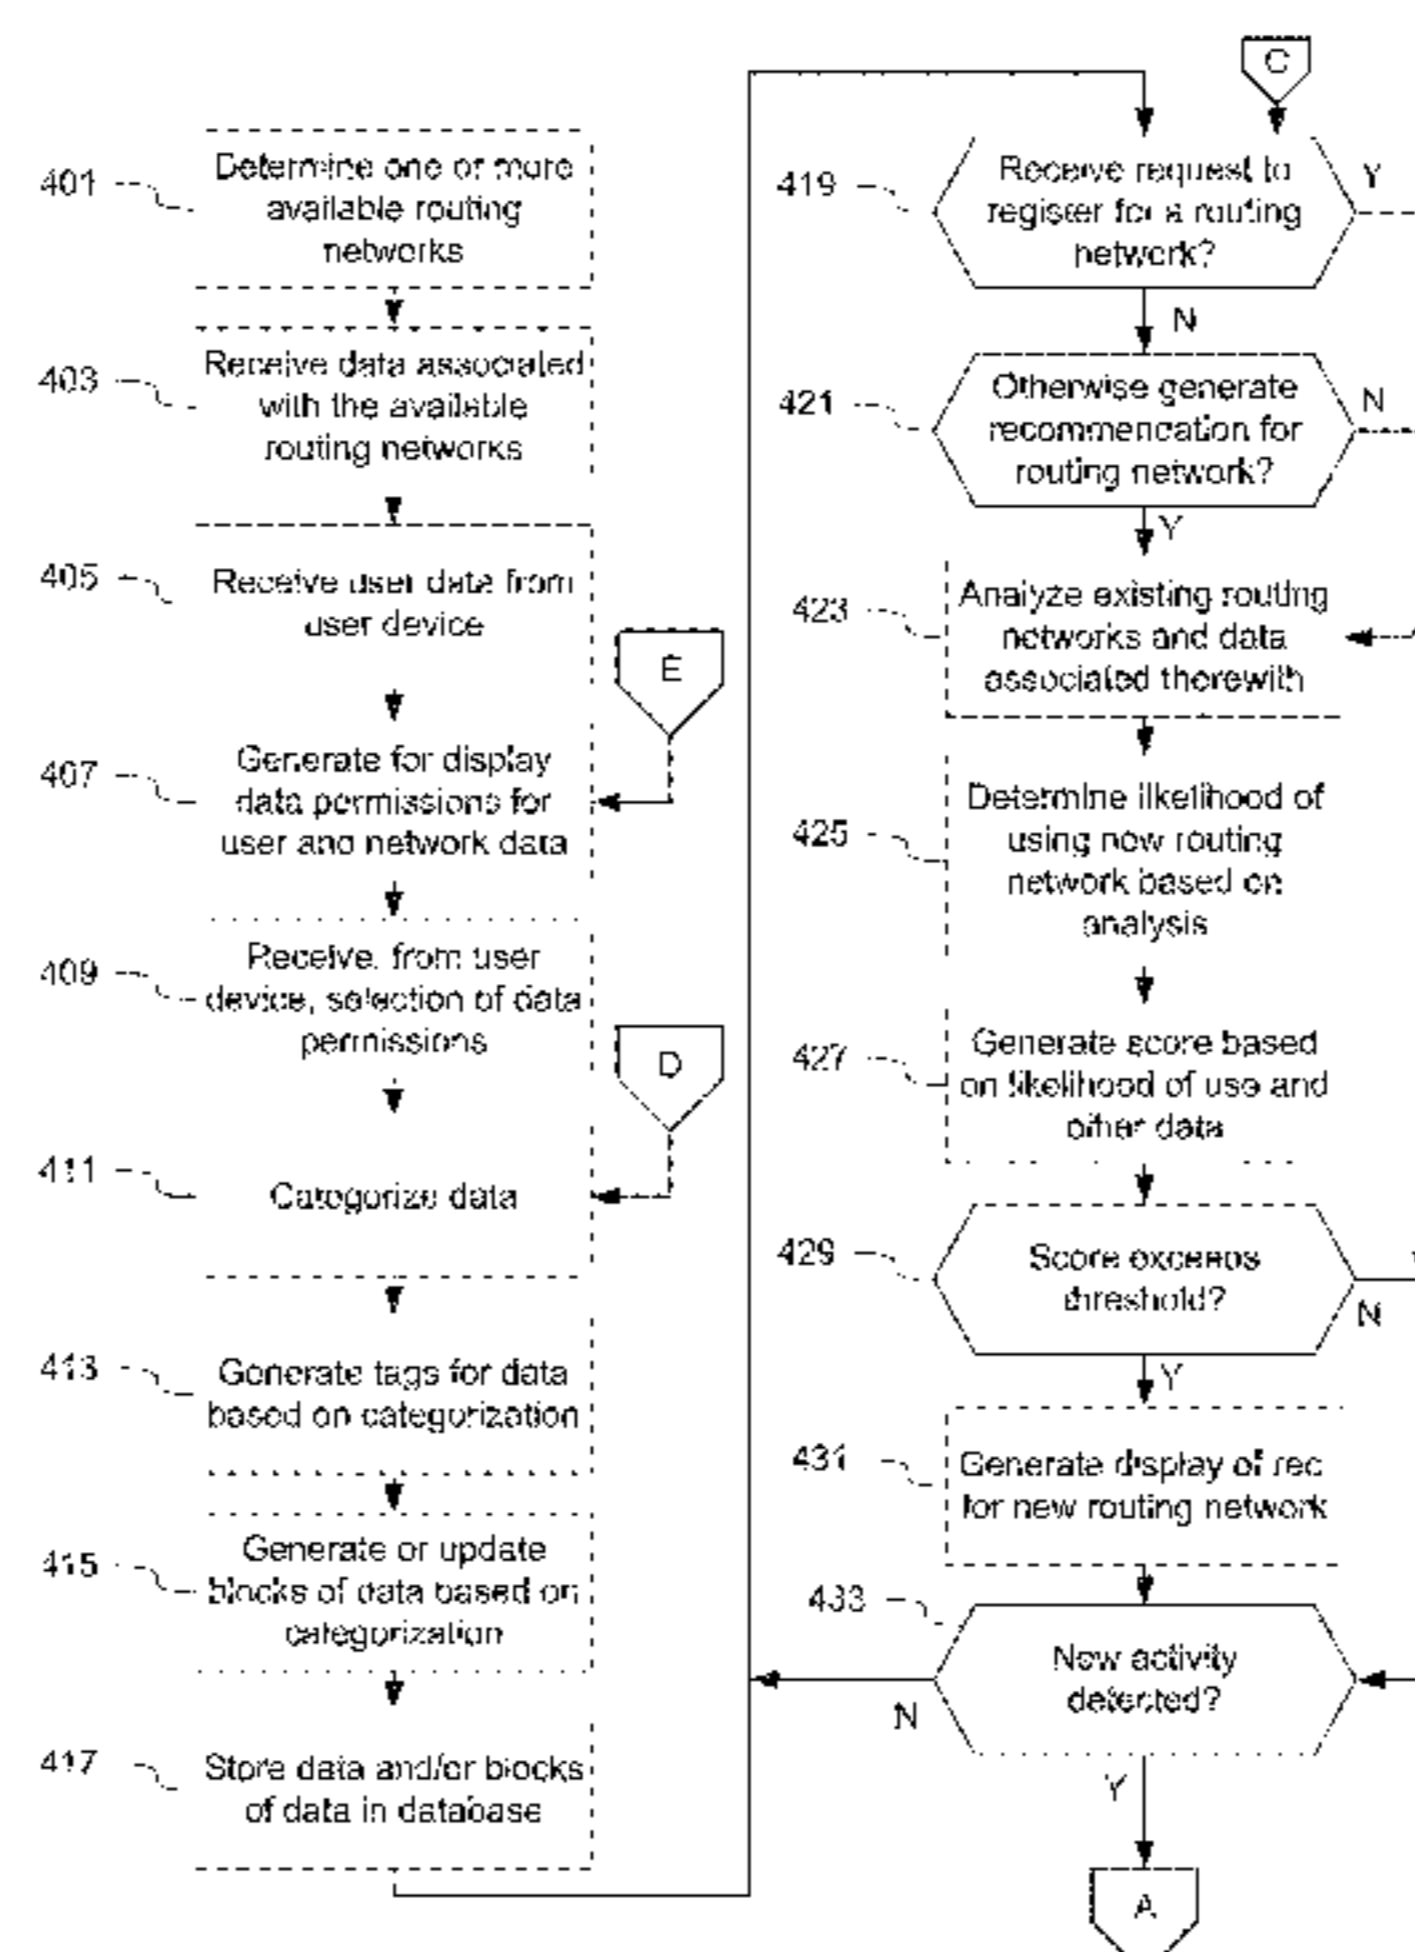 401
Determine one or more
available routing
networks
403
Receive data associated
with the available
routing networks
405
Receive user data from
user device
E
407
Generate for display
data permissions for
user and network data
409
Receive, from user
device, selection of data
permissions
D
411
Categorize data
413
Generate tags for data
based on categorization
415
Generate or update
blocks of data based on
categorization
417
Store data and/or blocks
of data in database
C
419
Receive request to
register for a routing
network?
Y
N
421
Otherwise generate
recommendation for
routing network?
N
Y
423
Analyze existing routing
networks and data
associated therewith
425
Determine likelihood of
using new routing
network based on
analysis
427
Generate score based
on likelihood of use and
other data
429
Score exceeds
threshold?
N
Y
431
Generate display of rec
for new routing network
433
New activity
detected?
N
Y
A